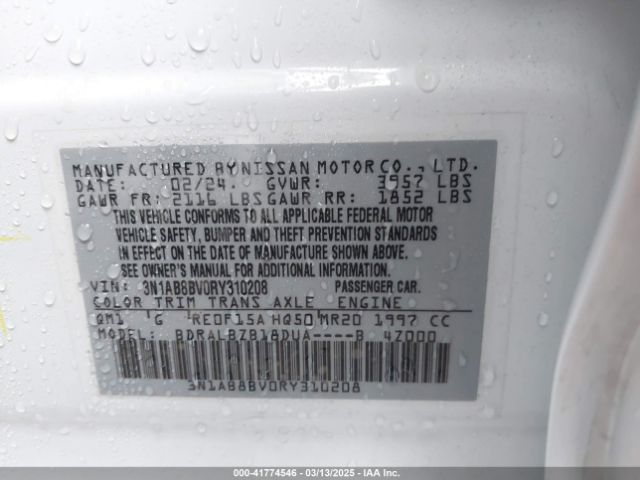 MANUFACTURED BY NISSAN MOTOR CO., LTD.
DATE: 02/24. GVWR: 3957 LBS
GAWR FR: 2116 LBS GAWR RR: 1852 LBS
THIS VEHICLE CONFORMS TO ALL APPLICABLE FEDERAL MOTOR
VEHICLE SAFETY, BUMPER AND THEFT PREVENTION STANDARDS
IN EFFECT ON THE DATE OF MANUFACTURE SHOWN ABOVE.
SEE OWNER'S MANUAL FOR ADDITIONAL INFORMATION
VIN: 3N1AB8BV0RY310208 PASSENGER CAR.
COLOR TRIM TRANS AXLE ENGINE
QM1 G RE0F15A HQ50 MR20 1997 CC
MODEL: BDRALBZB18DUA----B 4Z000
3N1AB8BV0RY310208
000-41774546 - 03/13/2025 - IAA Inc.